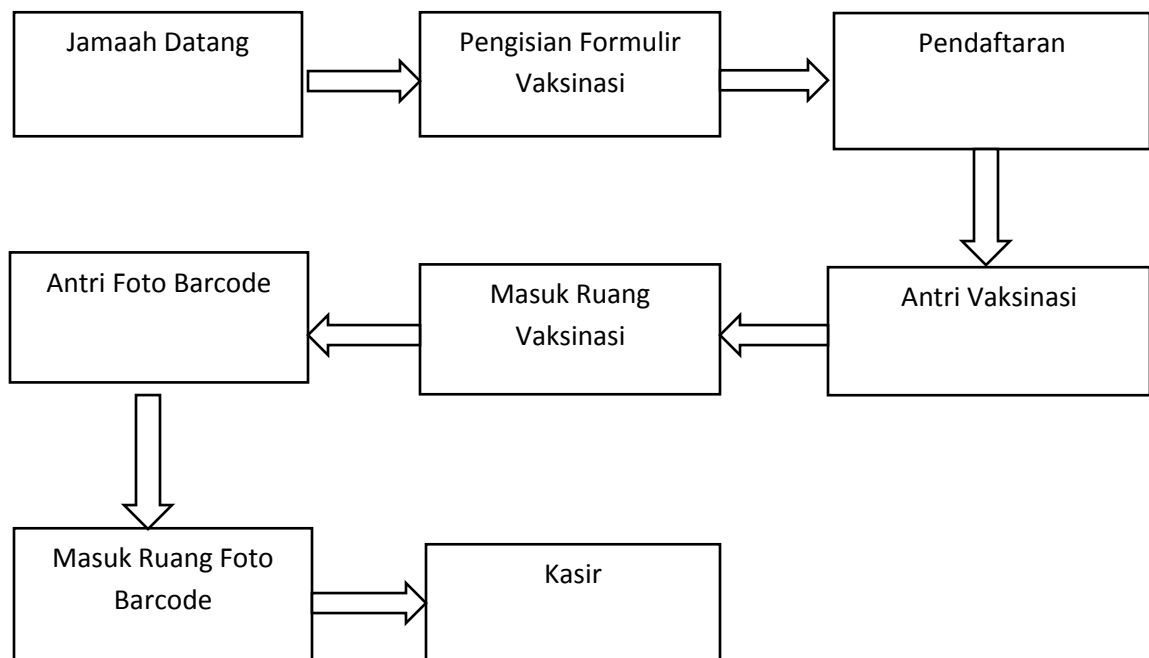 Jamaah Datang
Pengisian Formulir
Vaksinasi
Pendaftaran
Antri Vaksinasi
Masuk Ruang
Vaksinasi
Antri Foto Barcode
Masuk Ruang Foto
Barcode
Kasir